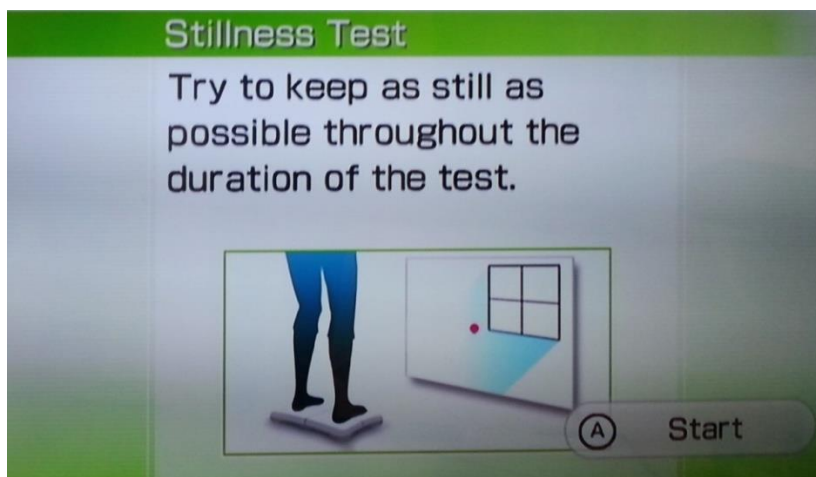 Stillness Test
Try to keep as still as
possible throughout the
duration of the test.
A Start